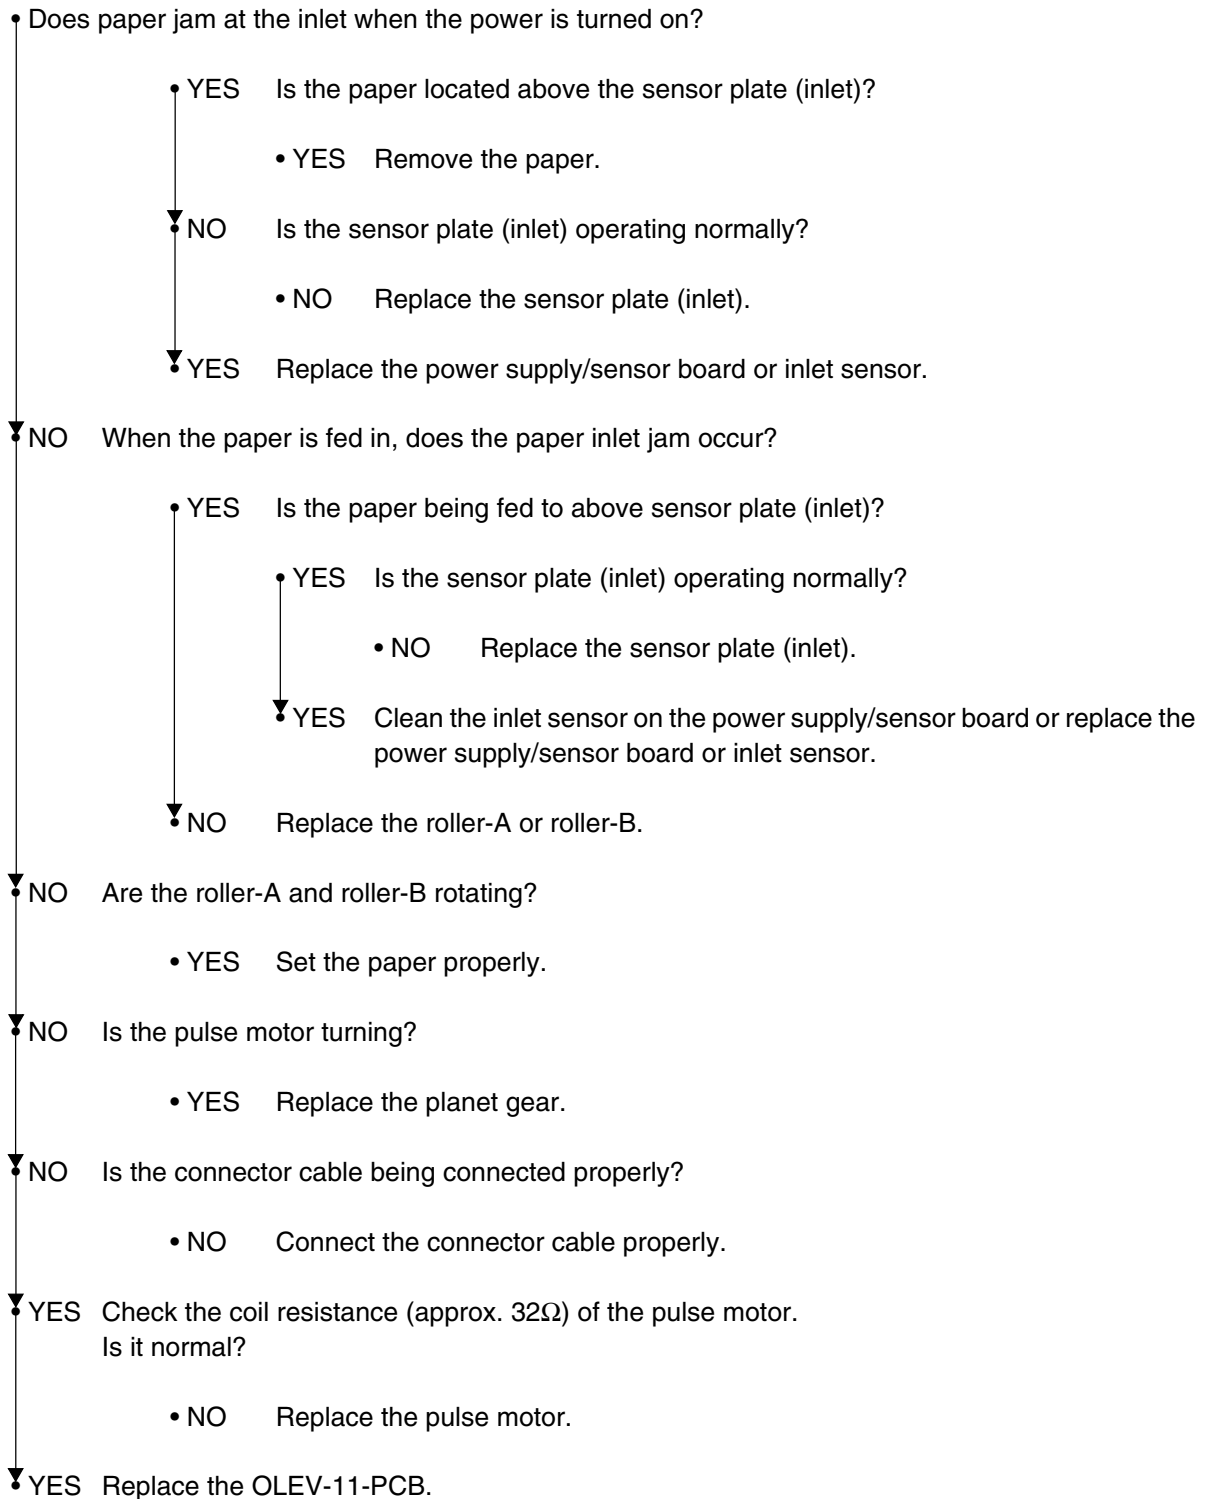 • Does paper jam at the inlet when the power is turned on?
• YES Is the paper located above the sensor plate (inlet)?
• YES Remove the paper.
• NO Is the sensor plate (inlet) operating normally?
• NO Replace the sensor plate (inlet).
• YES Replace the power supply/sensor board or inlet sensor.
• NO When the paper is fed in, does the paper inlet jam occur?
• YES Is the paper being fed to above sensor plate (inlet)?
• YES Is the sensor plate (inlet) operating normally?
• NO Replace the sensor plate (inlet).
• YES Clean the inlet sensor on the power supply/sensor board or replace the
power supply/sensor board or inlet sensor.
• NO Replace the roller-A or roller-B.
• NO Are the roller-A and roller-B rotating?
• YES Set the paper properly.
• NO Is the pulse motor turning?
• YES Replace the planet gear.
• NO Is the connector cable being connected properly?
• NO Connect the connector cable properly.
• YES Check the coil resistance (approx. 32Ω) of the pulse motor.
Is it normal?
• NO Replace the pulse motor.
• YES Replace the OLEV-11-PCB.